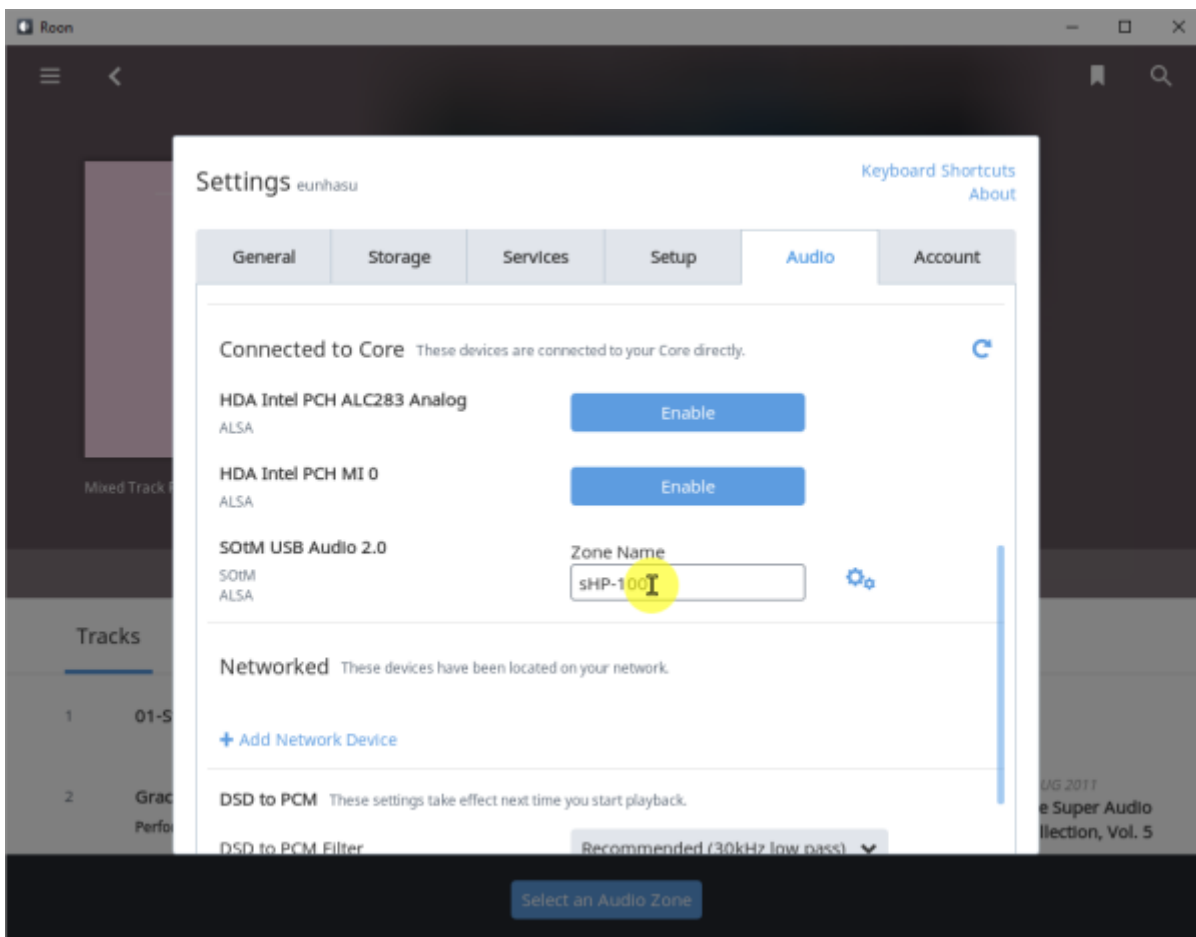 Roon
Settings eunhasu
Keyboard Shortcuts
About
General Storage Services Setup Audio Account
Connected to Core These devices are connected to your Core directly.
HDA Intel PCH ALC283 Analog
ALSA
Enable
HDA Intel PCH MI 0
ALSA
Enable
SOtM USB Audio 2.0
SOtM
ALSA
Zone Name
sHP-100
Networked These devices have been located on your network.
+ Add Network Device
DSD to PCM These settings take effect next time you start playback.
DSD to PCM Filter
Recommended (30kHz low pass)
Mixed Track
Tracks
1 01-S
2 Grac
Perfo
UG 2011
e Super Audio
llection, Vol. 5
Select an Audio Zone